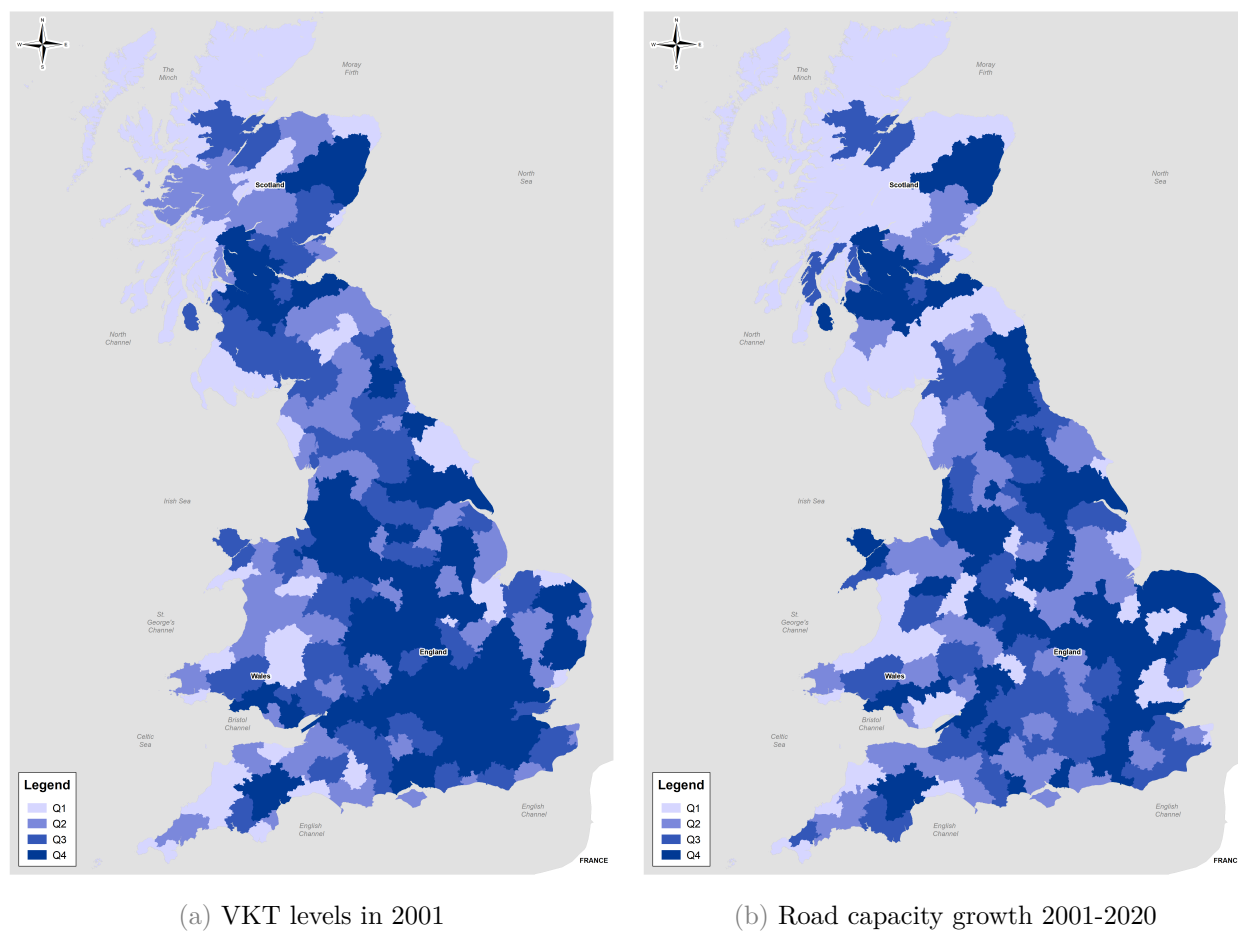 N
W E
S
The
Minch
Moray
Firth
North
Sea
Scotland
North
Channel
Irish Sea
St.
George's
Channel
England
Wales
Bristol
Channel
Celtic
Sea
English
Channel
English
Channel
FRANCE
Legend
Q1
Q2
Q3
Q4
(a) VKT levels in 2001
N
W E
S
The
Minch
Moray
Firth
North
Sea
Scotland
North
Channel
Irish Sea
St.
George's
Channel
England
Wales
Bristol
Channel
Celtic
Sea
English
Channel
English
Channel
FRANC
Legend
Q1
Q2
Q3
Q4
(b) Road capacity growth 2001-2020